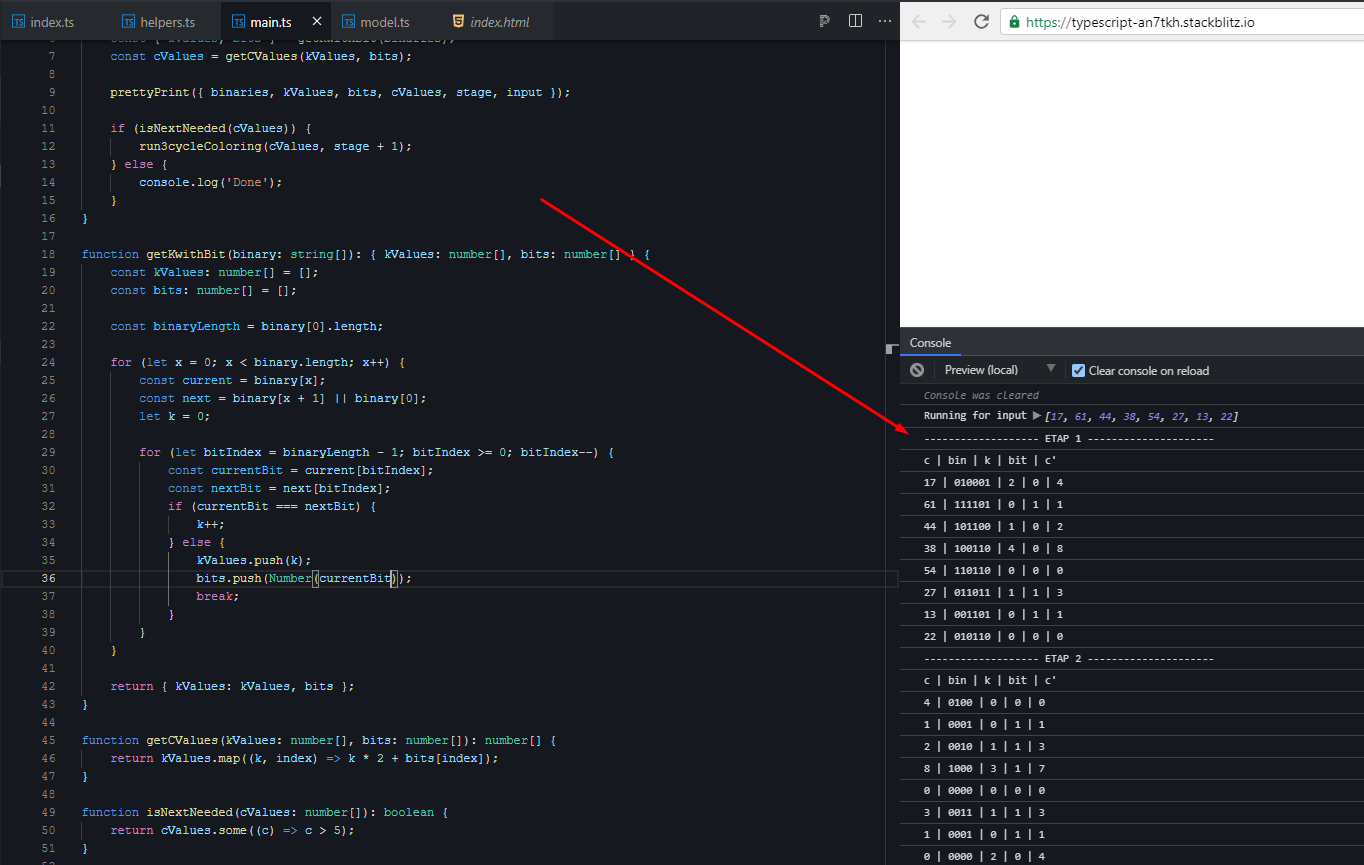 index.ts
helpers.ts
main.ts
model.ts
index.html
https://typescript-an7tkh.stackblitz.io
7 const cValues = getCValues(kValues, bits);
8
9 prettyPrint({ binaries, kValues, bits, cValues, stage, input });
10
11 if (isNextNeeded(cValues)) {
12 run3cycleColoring(cValues, stage + 1);
13 } else {
14 console.log('Done');
15 }
16 }
17
18 function getKwithBit(binary: string[]): { kValues: number[], bits: number[] } {
19 const kValues: number[] = [];
20 const bits: number[] = [];
21
22 const binaryLength = binary[0].length;
23
24 for (let x = 0; x < binary.length; x++) {
25 const current = binary[x];
26 const next = binary[x + 1] || binary[0];
27 let k = 0;
28
29 for (let bitIndex = binaryLength - 1; bitIndex >= 0; bitIndex--) {
30 const currentBit = current[bitIndex];
31 const nextBit = next[bitIndex];
32 if (currentBit === nextBit) {
33 k++;
34 } else {
35 kValues.push(k);
36 bits.push(Number(currentBit));
37 break;
38 }
39 }
40 }
41
42 return { kValues: kValues, bits };
43 }
44
45 function getCValues(kValues: number[], bits: number[]): number[] {
46 return kValues.map((k, index) => k * 2 + bits[index]);
47 }
48
49 function isNextNeeded(cValues: number[]): boolean {
50 return cValues.some((c) => c > 5);
51 }
Console
Preview (local)
Clear console on reload
Console was cleared
Running for input [17, 61, 44, 38, 54, 27, 13, 22]
------------------- ETAP 1 ---------------------
c | bin | k | bit | c'
17 | 010001 | 2 | 0 | 4
61 | 111101 | 0 | 1 | 1
44 | 101100 | 1 | 0 | 2
38 | 100110 | 4 | 0 | 8
54 | 110110 | 0 | 0 | 0
27 | 011011 | 1 | 1 | 3
13 | 001101 | 0 | 1 | 1
22 | 010110 | 0 | 0 | 0
------------------- ETAP 2 ---------------------
c | bin | k | bit | c'
4 | 0100 | 0 | 0 | 0
1 | 0001 | 0 | 1 | 1
2 | 0010 | 1 | 1 | 3
8 | 1000 | 3 | 1 | 7
0 | 0000 | 0 | 0 | 0
3 | 0011 | 1 | 1 | 3
1 | 0001 | 0 | 1 | 1
0 | 0000 | 2 | 0 | 4